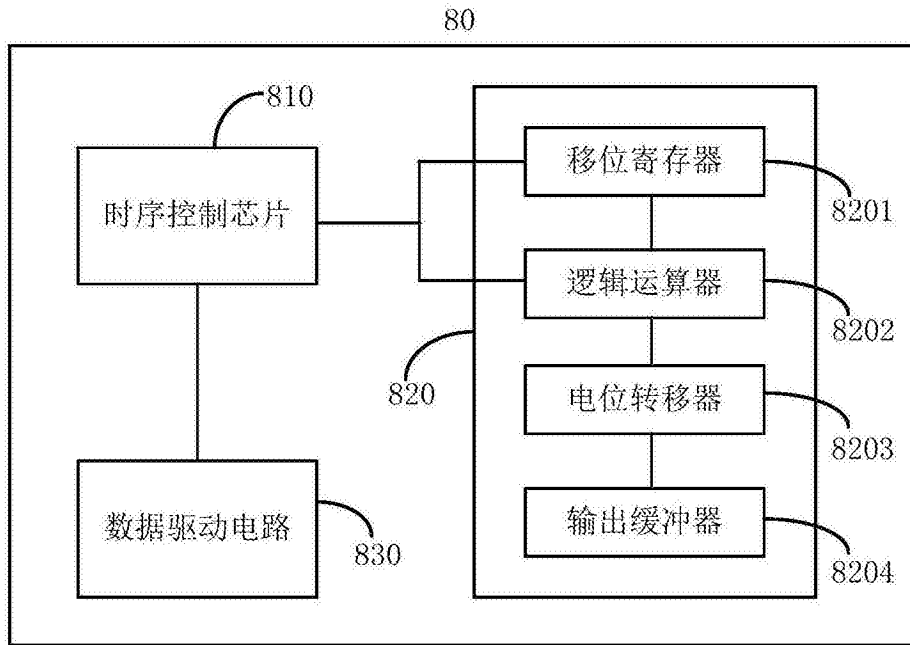 80
810
时序控制芯片
移位寄存器
8201
逻辑运算器
8202
820
电位转移器
8203
数据驱动电路
830
输出缓冲器
8204